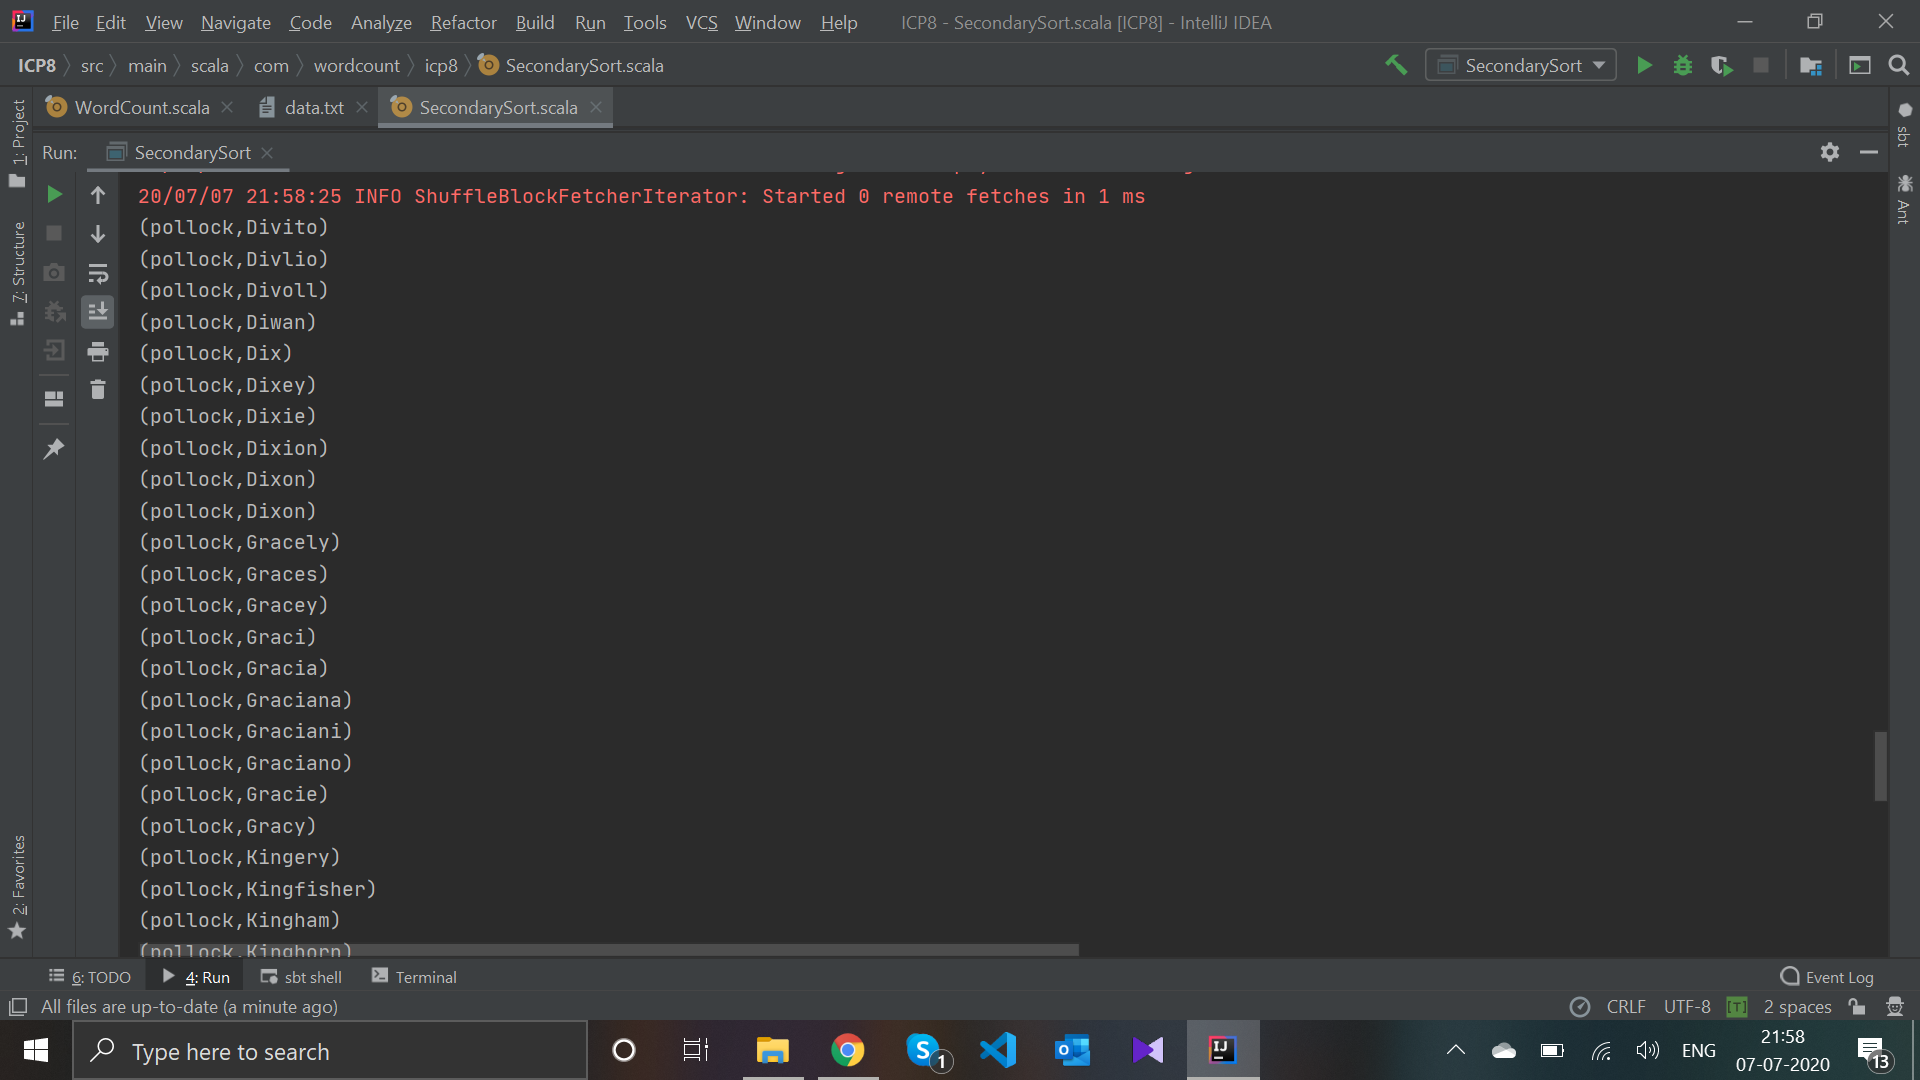 File Edit View Navigate Code Analyze Refactor Build Run Tools VCS Window Help ICP8 - SecondarySort.scala [ICP8] - IntelliJ IDEA
ICP8 src main scala com wordcount icp8 SecondarySort.scala SecondarySort
WordCount.scala data.txt SecondarySort.scala
Run: SecondarySort
1: Project
7: Structure
2: Favorites
sbt
Ant
20/07/07 21:58:25 INFO ShuffleBlockFetcherIterator: Started 0 remote fetches in 1 ms
(pollock,Divito)
(pollock,Divlio)
(pollock,Divoll)
(pollock,Diwan)
(pollock,Dix)
(pollock,Dixey)
(pollock,Dixie)
(pollock,Dixion)
(pollock,Dixon)
(pollock,Dixon)
(pollock,Gracely)
(pollock,Graces)
(pollock,Gracey)
(pollock,Graci)
(pollock,Gracia)
(pollock,Graciana)
(pollock,Graciani)
(pollock,Graciano)
(pollock,Gracie)
(pollock,Gracy)
(pollock,Kingery)
(pollock,Kingfisher)
(pollock,Kingham)
(pollock,Kinghorn)
6: TODO 4: Run sbt shell Terminal Event Log
All files are up-to-date (a minute ago) CRLF UTF-8 [T] 2 spaces
Type here to search S 1 IJ ENG 21:58
07-07-2020 13